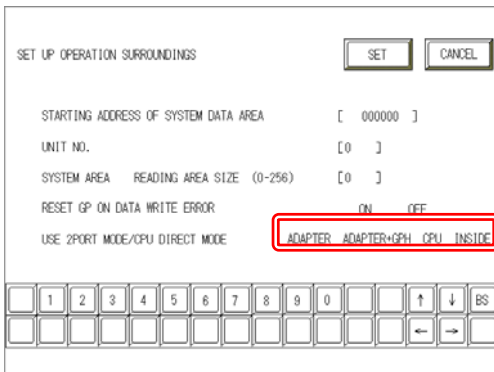 SET UP OPERATION SURROUNDINGS SET CANCEL
STARTING ADDRESS OF SYSTEM DATA AREA [ 000000 ]
UNIT NO. [0 ]
SYSTEM AREA READING AREA SIZE (0-256) [0 ]
RESET GP ON DATA WRITE ERROR ON OFF
USE 2PORT MODE/CPU DIRECT MODE ADAPTER ADAPTER+GPH CPU INSIDE
1 2 3 4 5 6 7 8 9 0 ↑ ↓ BS
← →